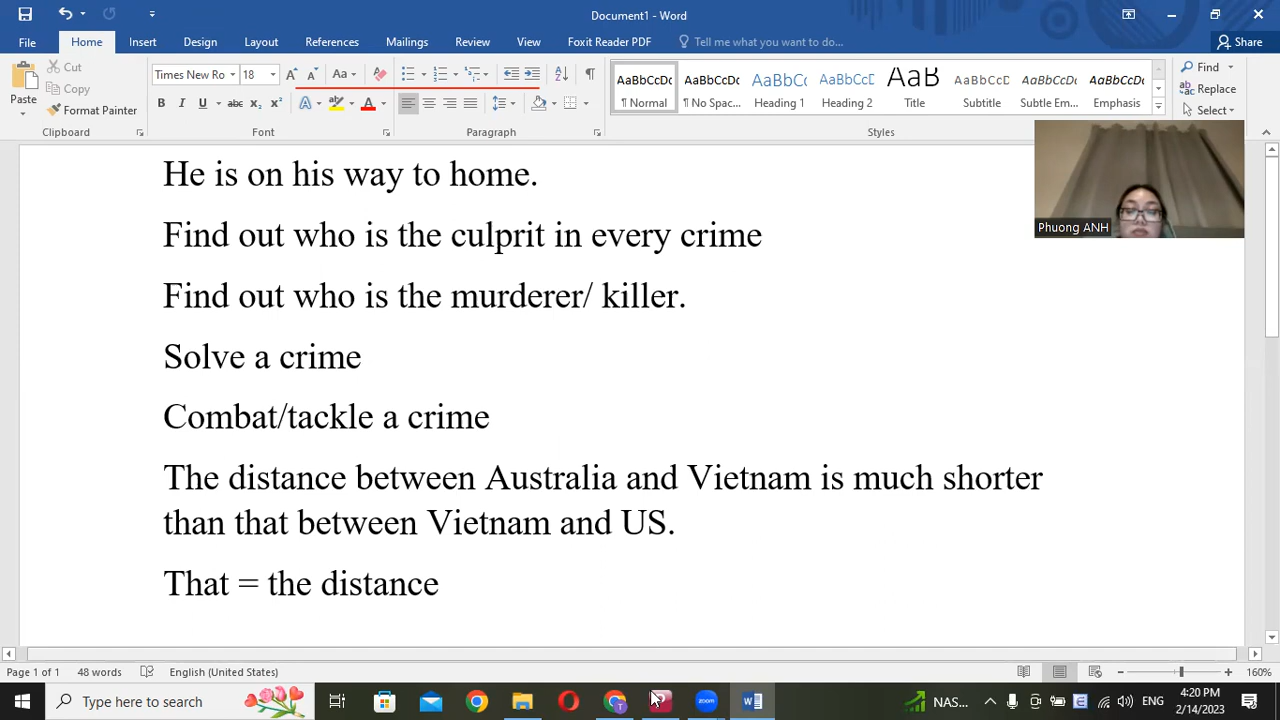 Document1 - Word
File Home Insert Design Layout References Mailings Review View Foxit Reader PDF Tell me what you want to do... Share
Paste Cut Copy Format Painter Clipboard
Times New Ro 18 Aa Font
Paragraph
AaBbCcDc ¶ Normal
AaBbCcDc ¶ No Spac...
AaBbCc Heading 1
AaBbCcE Heading 2
AaB Title
AaBbCcD Subtitle
AaBbCcDc Subtle Em...
AaBbCcDc Emphasis
Styles
Find
Replace
Select
Phuong ANH
He is on his way to home.
Find out who is the culprit in every crime
Find out who is the murderer/ killer.
Solve a crime
Combat/tackle a crime
The distance between Australia and Vietnam is much shorter
than that between Vietnam and US.
That = the distance
Page 1 of 1 48 words English (United States) 160%
Type here to search
zoom
NAS...
ENG
4:20 PM
2/14/2023